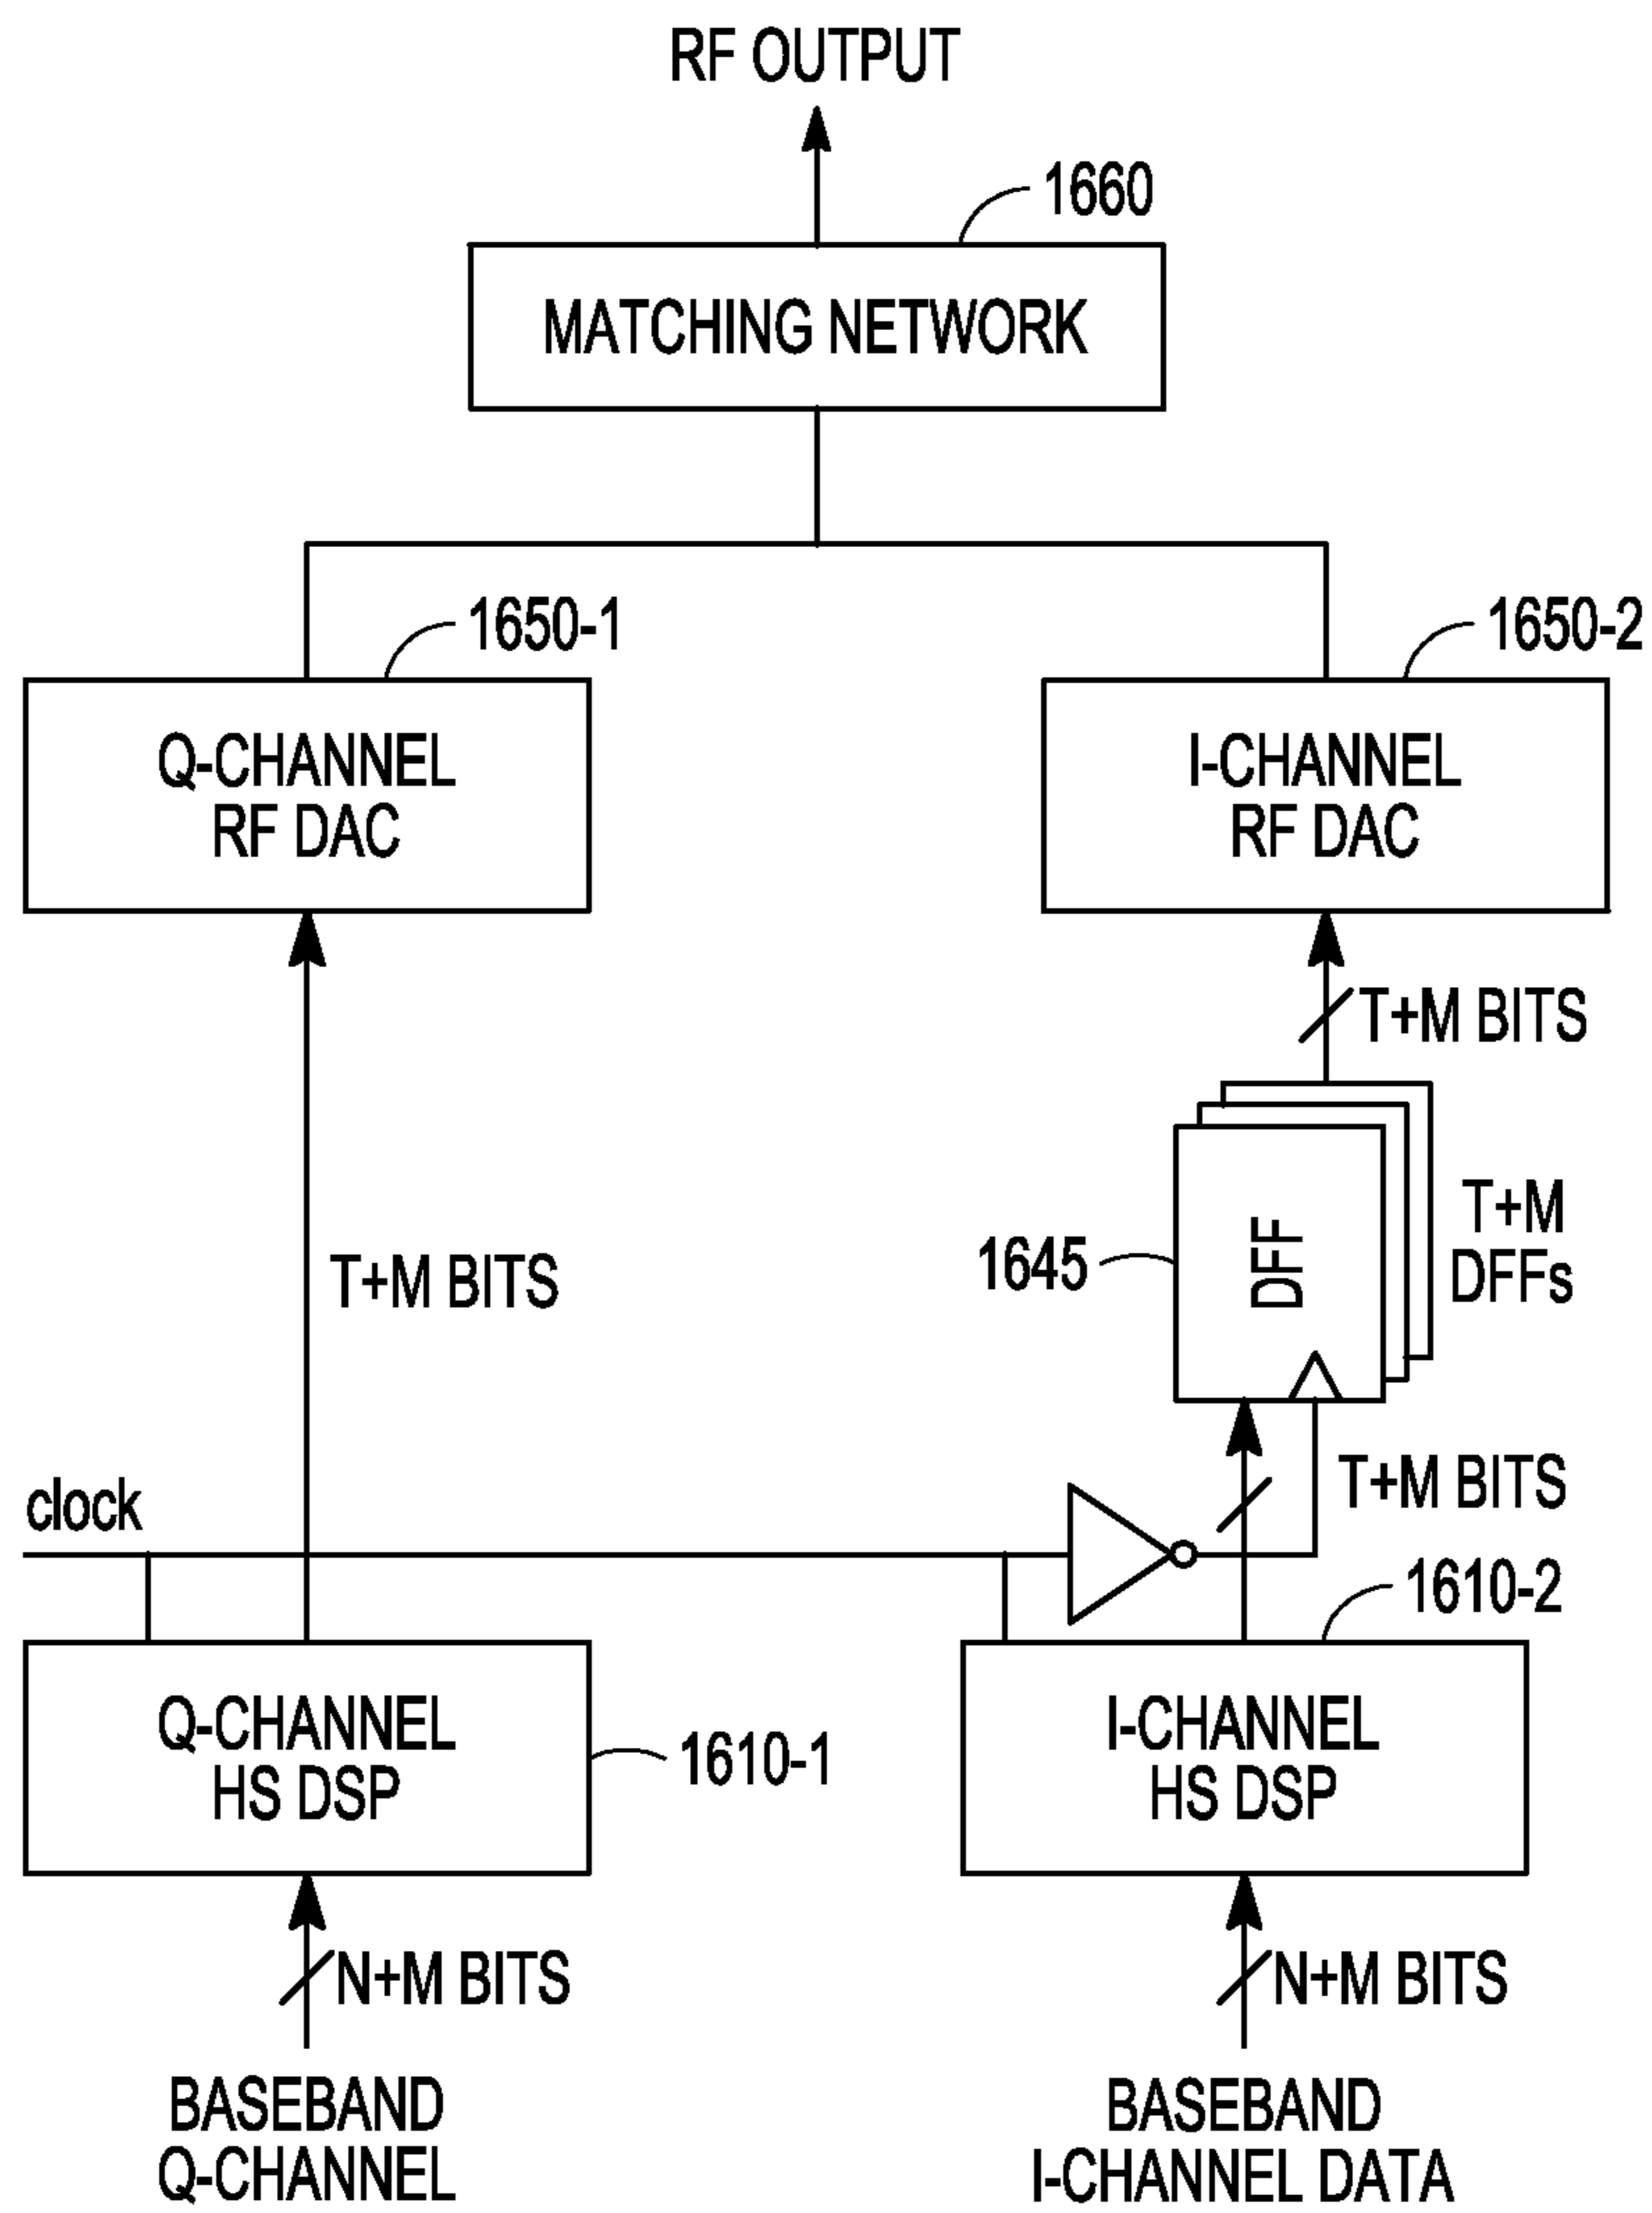 RF OUTPUT
1660
MATCHING NETWORK
1650-1
1650-2
Q-CHANNEL
RF DAC
I-CHANNEL
RF DAC
T+M BITS
T+M
DFFs
1645
DFF
T+M BITS
T+M BITS
clock
1610-2
Q-CHANNEL
HS DSP
1610-1
I-CHANNEL
HS DSP
N+M BITS
N+M BITS
BASEBAND
Q-CHANNEL
BASEBAND
I-CHANNEL DATA